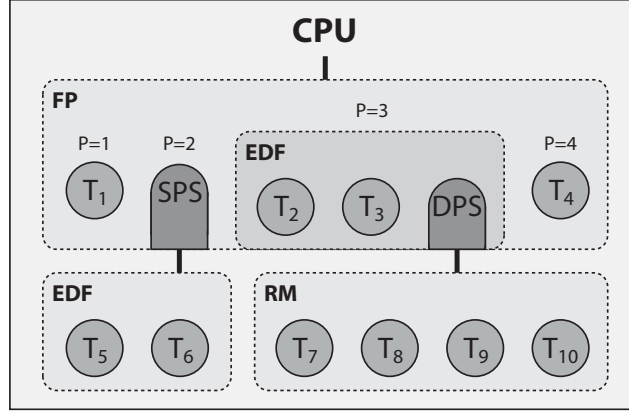 CPU
FP
P=3
P=1 P=2 P=4
EDF
T1 SPS T2 T3 DPS T4
EDF RM
T5 T6 T7 T8 T9 T10